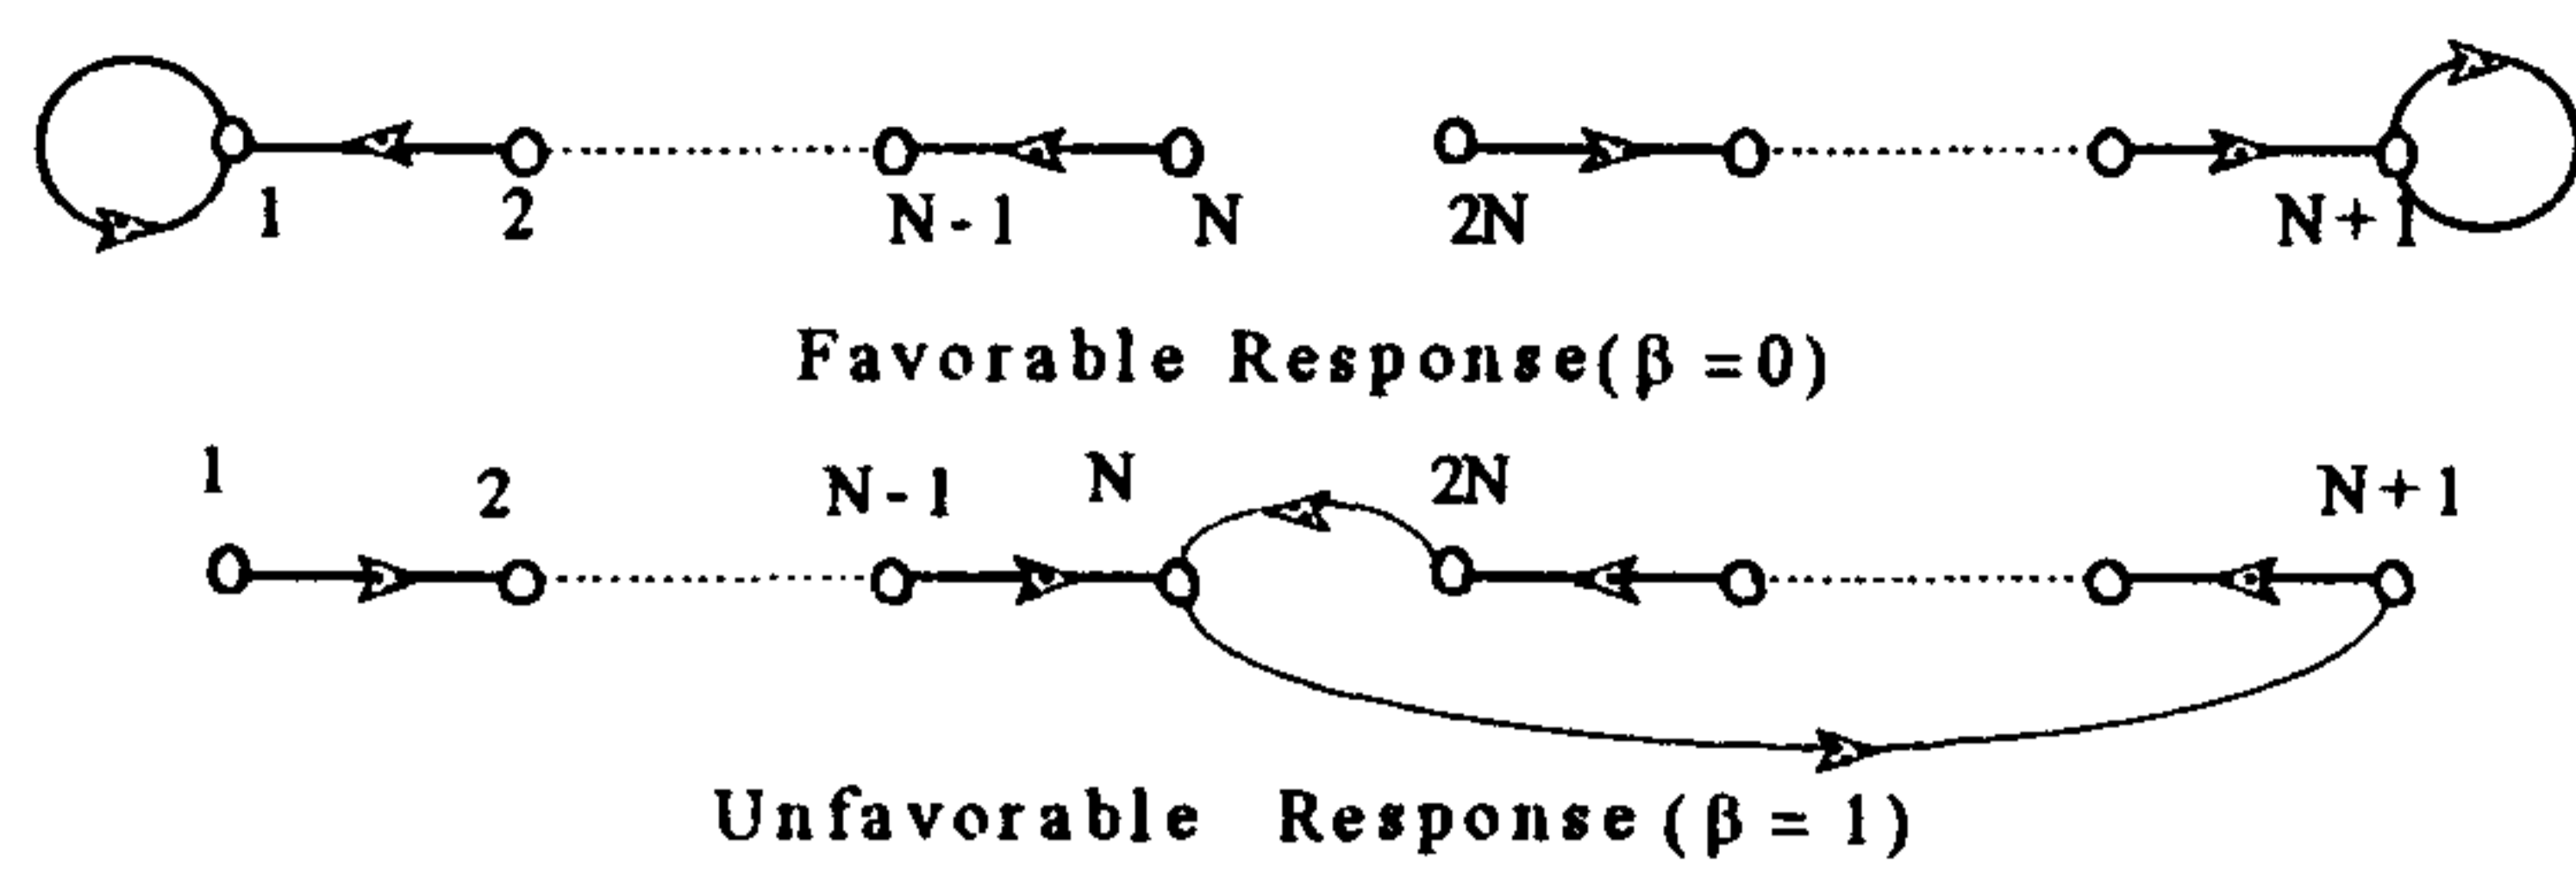 1 2 N-1 N 2N N+1
Favorable Response(β =0)
1 2 N-1 N 2N N+1
Unfavorable Response (β = 1)